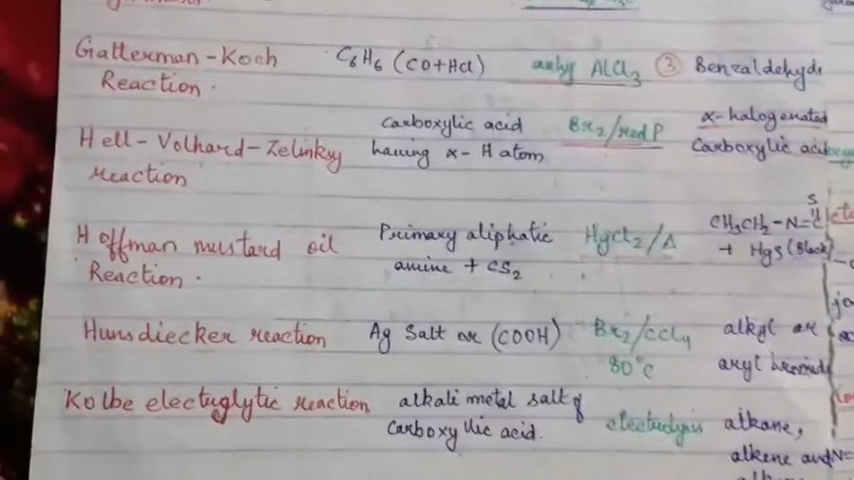 Gatterman-Koch C6H6 (CO+HCl) anhy AlCl3 ③ Benzaldehyde
Reaction.
carboxylic acid Br2/red P α-halogenated
Hell-Volhard-Zelinksy having α-H atom Carboxylic acid
reaction
S
Hoffman mustard oil Primary aliphatic HgCl2/Δ CH3CH2-N=C
Reaction. amine + CS2 + HgS (Black)
Hunsdiecker reaction Ag Salt or (COOH) Br2/CCl4 alkyl or
80°C aryl bromide
Kolbe electuglytic reaction alkali metal salt of
carboxylic acid. electrolysis alkane,
alkene and N=